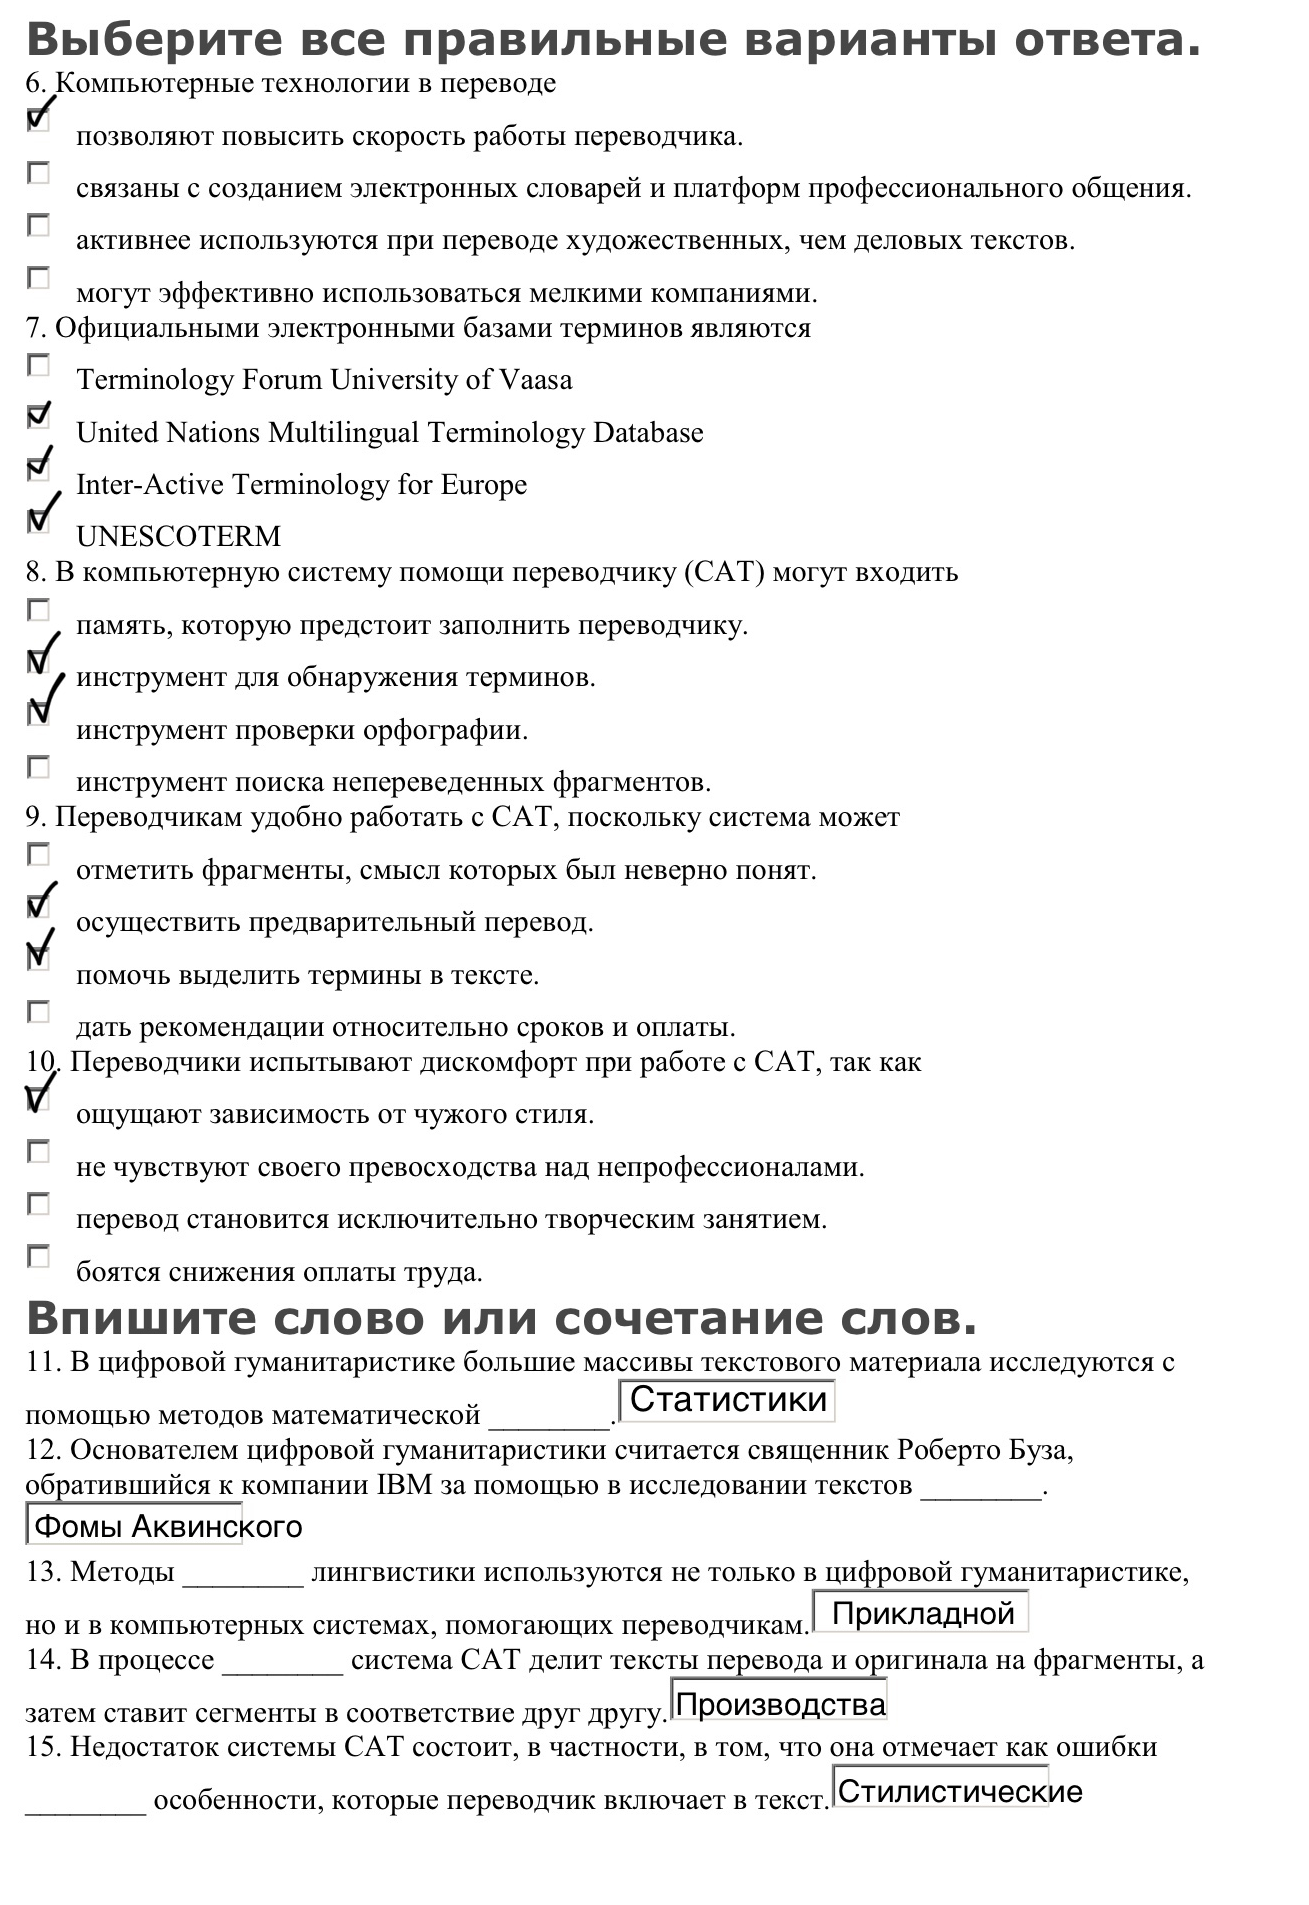 Выберите все правильные варианты ответа.
6. Компьютерные технологии в переводе
позволяют повысить скорость работы переводчика.
связаны с созданием электронных словарей и платформ профессионального общения.
активнее используются при переводе художественных, чем деловых текстов.
могут эффективно использоваться мелкими компаниями.
7. Официальными электронными базами терминов являются
Terminology Forum University of Vaasa
United Nations Multilingual Terminology Database
Inter-Active Terminology for Europe
UNESCOTERM
8. В компьютерную систему помощи переводчику (CAT) могут входить
память, которую предстоит заполнить переводчику.
инструмент для обнаружения терминов.
инструмент проверки орфографии.
инструмент поиска непереведенных фрагментов.
9. Переводчикам удобно работать с CAT, поскольку система может
отметить фрагменты, смысл которых был неверно понят.
осуществить предварительный перевод.
помочь выделить термины в тексте.
дать рекомендации относительно сроков и оплаты.
10. Переводчики испытывают дискомфорт при работе с CAT, так как
ощущают зависимость от чужого стиля.
не чувствуют своего превосходства над непрофессионалами.
перевод становится исключительно творческим занятием.
боятся снижения оплаты труда.
Впишите слово или сочетание слов.
11. В цифровой гуманитаристике большие массивы текстового материала исследуются с
помощью методов математической ________. Статистики
12. Основателем цифровой гуманитаристики считается священник Роберто Буза,
обратившийся к компании IBM за помощью в исследовании текстов ________.
Фомы Аквинского
13. Методы ________ лингвистики используются не только в цифровой гуманитаристике,
но и в компьютерных системах, помогающих переводчикам. Прикладной
14. В процессе ________ система CAT делит тексты перевода и оригинала на фрагменты, а
затем ставит сегменты в соответствие друг другу. Производства
15. Недостаток системы CAT состоит, в частности, в том, что она отмечает как ошибки
________ особенности, которые переводчик включает в текст. Стилистические